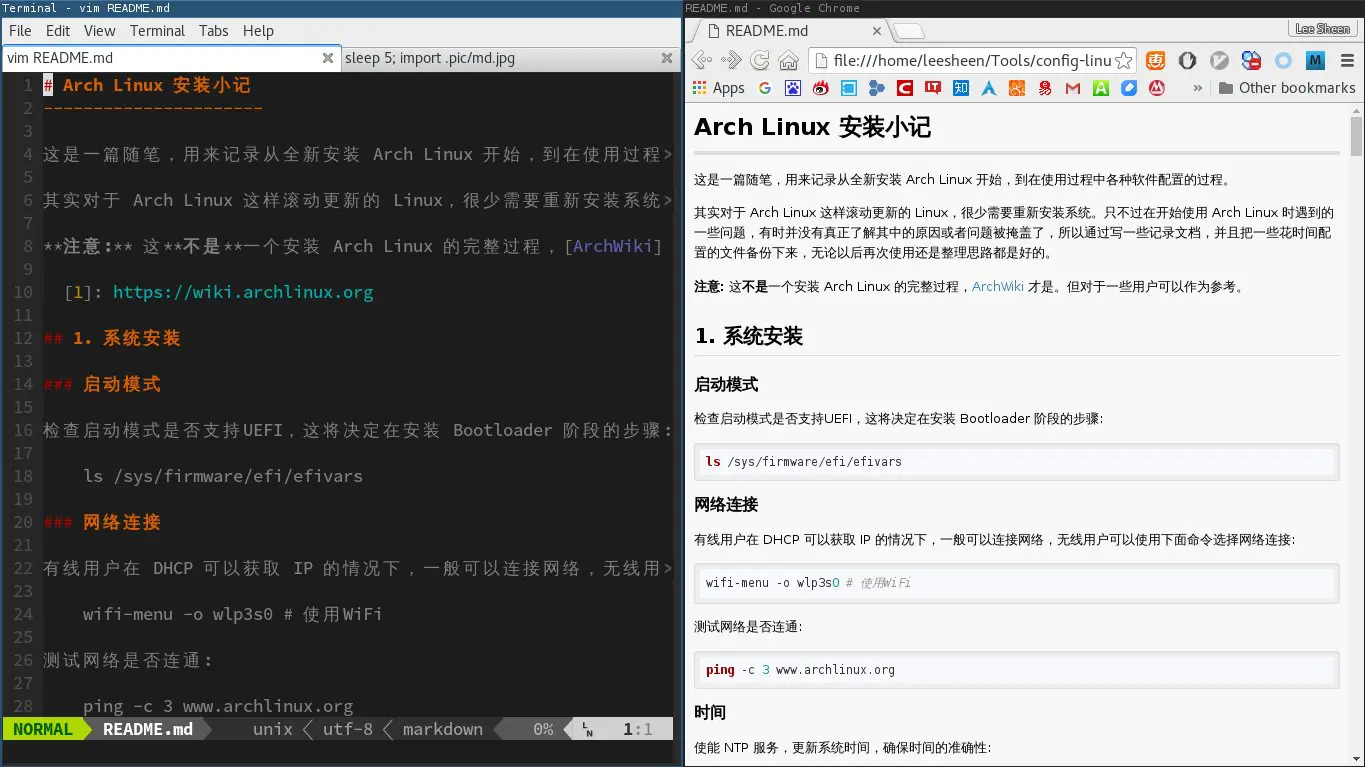 Terminal - vim README.md
File Edit View Terminal Tabs Help
vim README.md
sleep 5; import .pic/md.jpg
1 # Arch Linux 安装小记
2 ----------------------
3
4 这是一篇随笔，用来记录从全新安装 Arch Linux 开始，到在使用过程>
5
6 其实对于 Arch Linux 这样滚动更新的 Linux，很少需要重新安装系统>
7
8 **注意:** 这**不是**一个安装 Arch Linux 的完整过程，[ArchWiki]
9
10 [1]: https://wiki.archlinux.org
11
12 ## 1. 系统安装
13
14 ### 启动模式
15
16 检查启动模式是否支持UEFI，这将决定在安装 Bootloader 阶段的步骤:
17
18 ls /sys/firmware/efi/efivars
19
20 ### 网络连接
21
22 有线用户在 DHCP 可以获取 IP 的情况下，一般可以连接网络，无线用>
23
24 wifi-menu -o wlp3s0 # 使用WiFi
25
26 测试网络是否连通:
27
28 ping -c 3 www.archlinux.org
NORMAL README.md unix utf-8 markdown 0% LN 1:1
README.md - Google Chrome
README.md
Lee Sheen
file:///home/leesheen/Tools/config-linu
Apps
知
» Other bookmarks
Arch Linux 安装小记
这是一篇随笔，用来记录从全新安装 Arch Linux 开始，到在使用过程中各种软件配置的过程。
其实对于 Arch Linux 这样滚动更新的 Linux，很少需要重新安装系统。只不过在开始使用 Arch Linux 时遇到的
一些问题，有时并没有真正了解其中的原因或者问题被掩盖了，所以通过写一些记录文档，并且把一些花时间配
置的文件备份下来，无论以后再次使用还是整理思路都是好的。
注意: 这不是一个安装 Arch Linux 的完整过程，ArchWiki 才是。但对于一些用户可以作为参考。
1. 系统安装
启动模式
检查启动模式是否支持UEFI，这将决定在安装 Bootloader 阶段的步骤:
ls /sys/firmware/efi/efivars
网络连接
有线用户在 DHCP 可以获取 IP 的情况下，一般可以连接网络，无线用户可以使用下面命令选择网络连接:
wifi-menu -o wlp3s0 # 使用WiFi
测试网络是否连通:
ping -c 3 www.archlinux.org
时间
使能 NTP 服务，更新系统时间，确保时间的准确性: